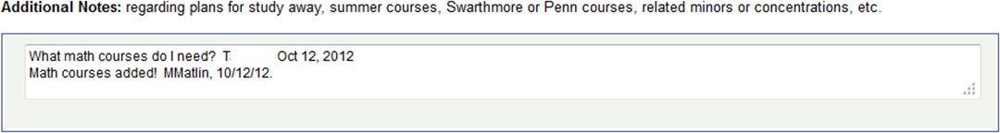 Additional Notes: regarding plans for study away, summer courses, Swarthmore or Penn courses, related minors or concentrations, etc.
What math courses do I need? T Oct 12, 2012
Math courses added! MMatlin, 10/12/12.